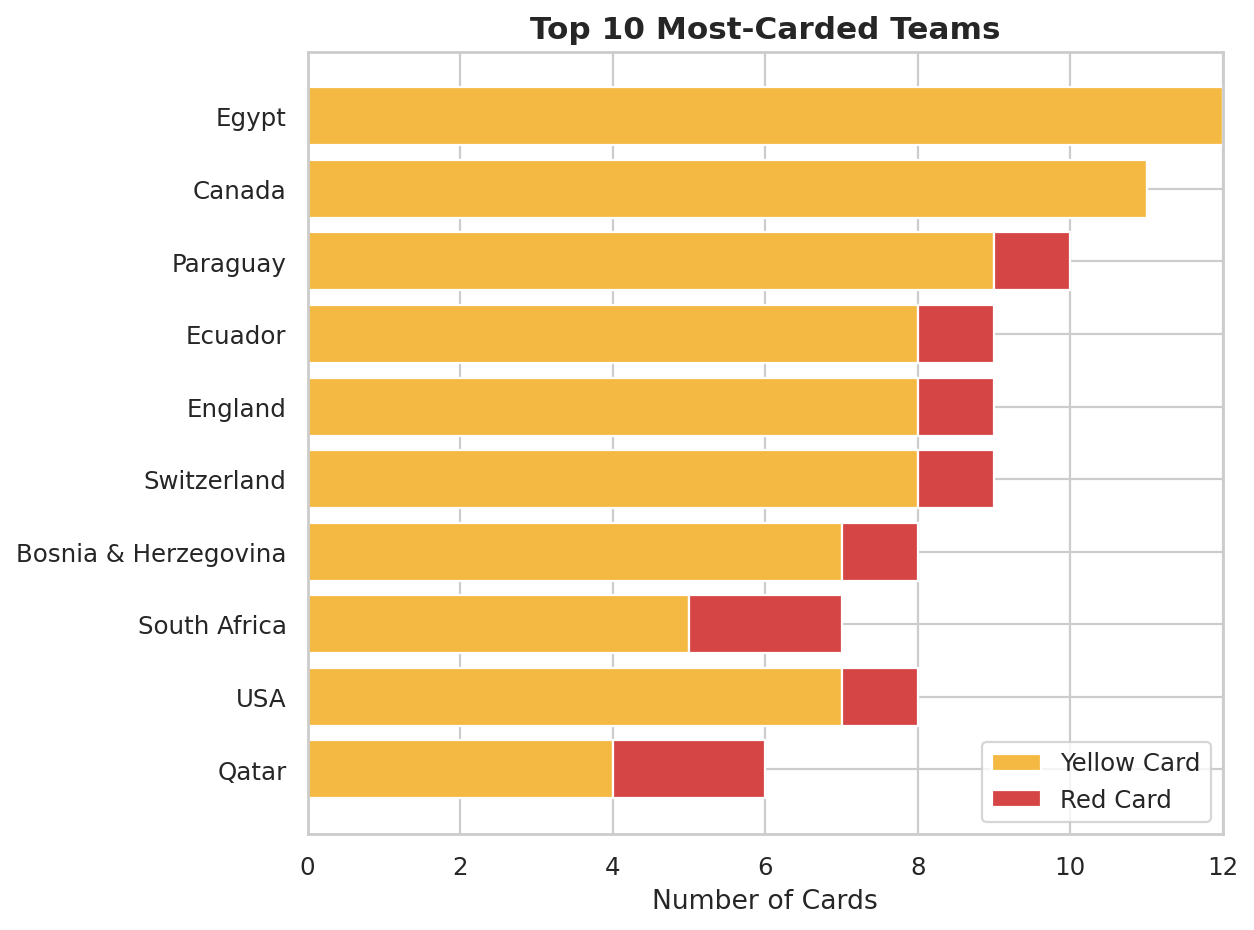 Top 10 Most-Carded Teams
Egypt
Canada
Paraguay
Ecuador
England
Switzerland
Bosnia & Herzegovina
South Africa
USA
Qatar
Yellow Card
Red Card
0 2 4 6 8 10 12
Number of Cards